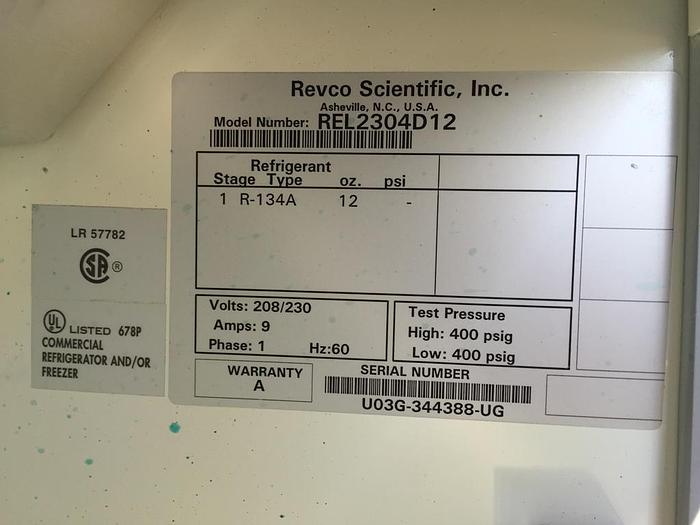 Revco Scientific, Inc.
Asheville, N.C., U.S.A.
Model Number: REL2304D12
Refrigerant
Stage Type oz. psi
1 R-134A 12 -
Volts: 208/230
Amps: 9
Phase: 1 Hz:60
Test Pressure
High: 400 psig
Low: 400 psig
WARRANTY
A
SERIAL NUMBER
U03G-344388-UG
LR 57782
SA ®
UL LISTED 678P
COMMERCIAL
REFRIGERATOR AND/OR
FREEZER